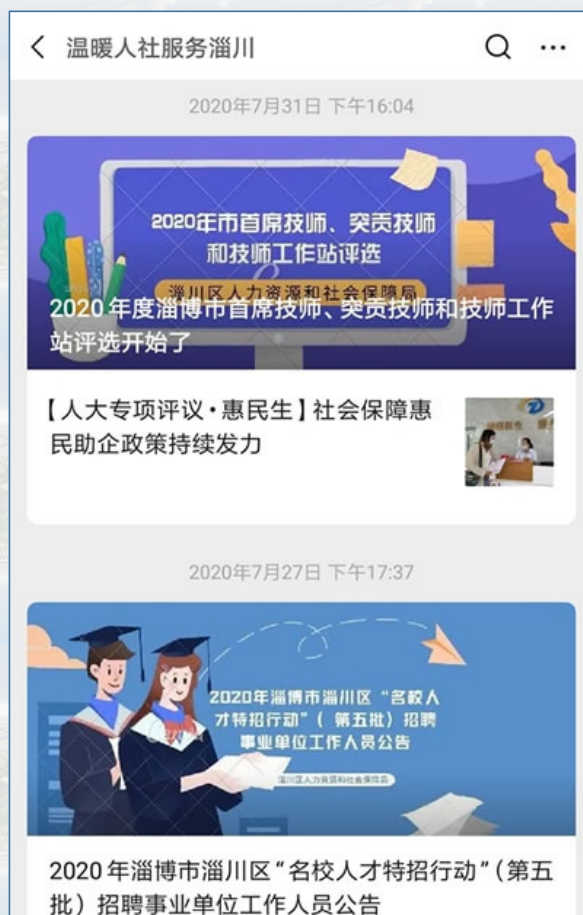 温暖人社服务淄川
2020年7月31日 下午16:04
2020年市首席技师、突贡技师
和技师工作站评选
淄川区人力资源和社会保障局
2020年度淄博市首席技师、突贡技师和技师工作
站评选开始了
【人大专项评议·惠民生】社会保障惠
民助企政策持续发力
2020年7月27日 下午17:37
2020年淄博市淄川区“名校人
才特招行动”（第五批）招聘
事业单位工作人员公告
淄川区人力资源和社会保障局
2020年淄博市淄川区“名校人才特招行动”（第五
批）招聘事业单位工作人员公告